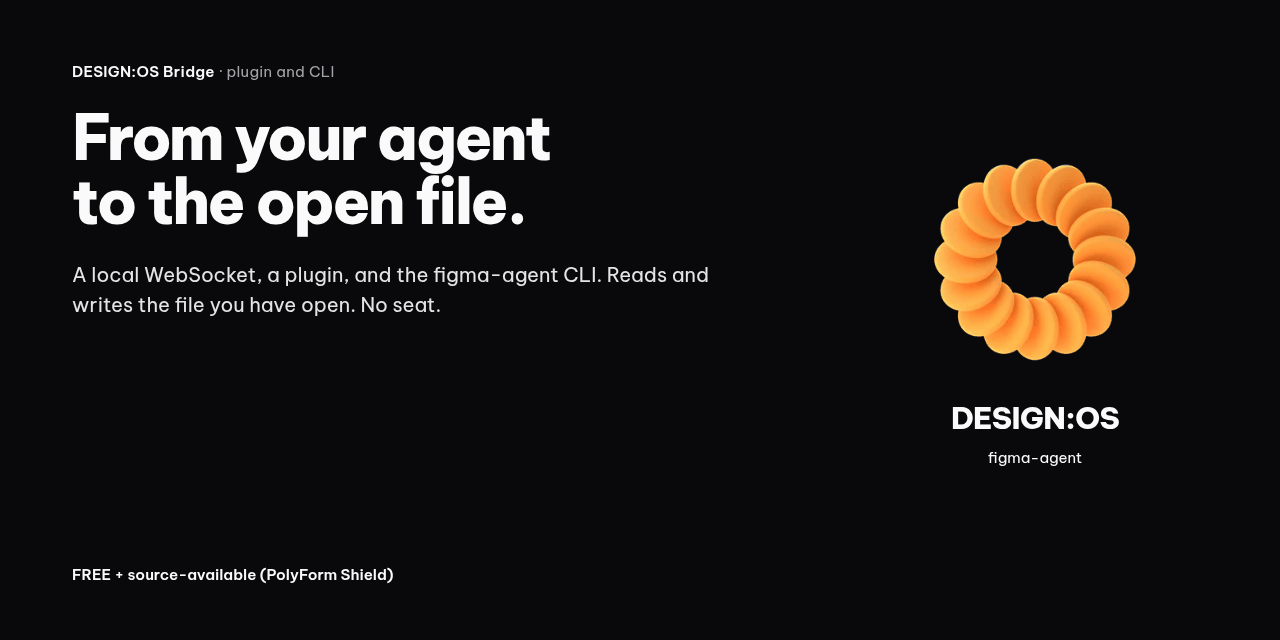 DESIGN:OS Bridge · plugin and CLI
From your agent
to the open file.
A local WebSocket, a plugin, and the figma-agent CLI. Reads and
writes the file you have open. No seat.
DESIGN:OS
figma-agent
FREE + source-available (PolyForm Shield)